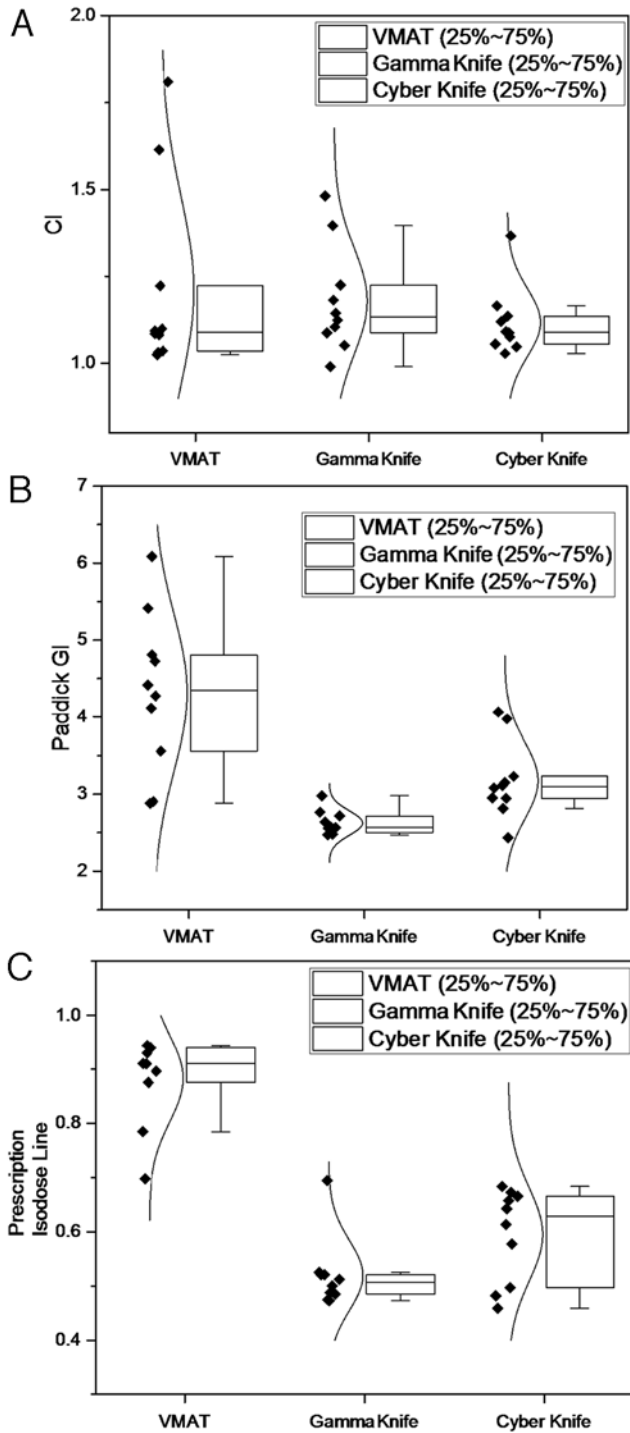 A
2.0
VMAT (25%~75%)
Gamma Knife (25%~75%)
Cyber Knife (25%~75%)
1.5
CI
1.0
VMAT Gamma Knife Cyber Knife
B
7
VMAT (25%~75%)
Gamma Knife (25%~75%)
Cyber Knife (25%~75%)
6
5
Paddick GI
4
3
2
VMAT Gamma Knife Cyber Knife
C
VMAT (25%~75%)
Gamma Knife (25%~75%)
Cyber Knife (25%~75%)
1.0
0.8
Prescription
Isodose Line
0.6
0.4
VMAT Gamma Knife Cyber Knife